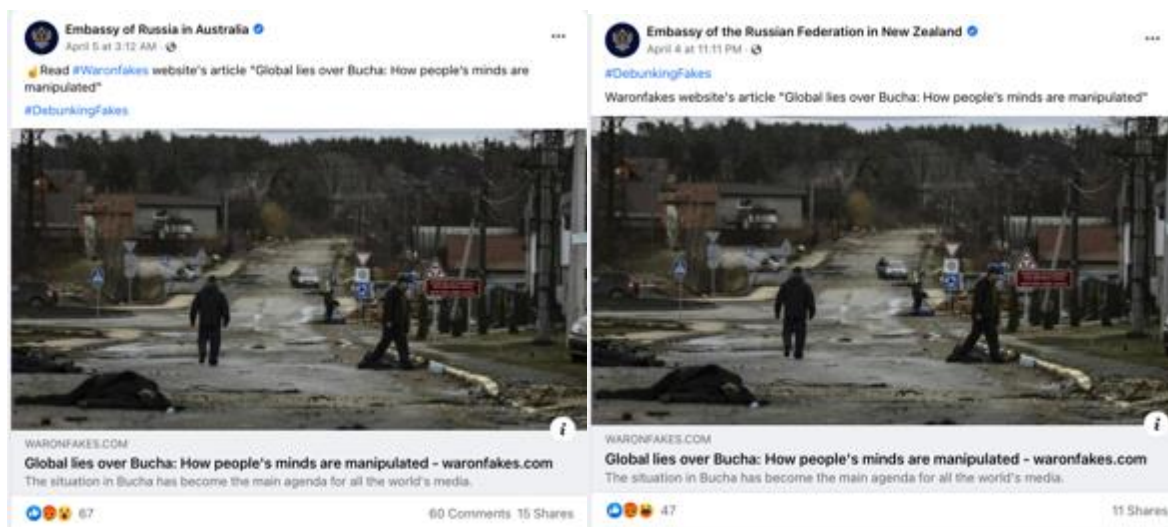 Embassy of Russia in Australia
April 5 at 3:12 AM ·
☝Read #Waronfakes website's article "Global lies over Bucha: How people's minds are
manipulated"
#DebunkingFakes
WARONFAKES.COM
Global lies over Bucha: How people's minds are manipulated - waronfakes.com
The situation in Bucha has become the main agenda for all the world's media.
67
60 Comments 15 Shares
Embassy of the Russian Federation in New Zealand
April 4 at 11:11 PM ·
#DebunkingFakes
Waronfakes website's article "Global lies over Bucha: How people's minds are manipulated"
WARONFAKES.COM
Global lies over Bucha: How people's minds are manipulated - waronfakes.com
The situation in Bucha has become the main agenda for all the world's media.
47
11 Shares